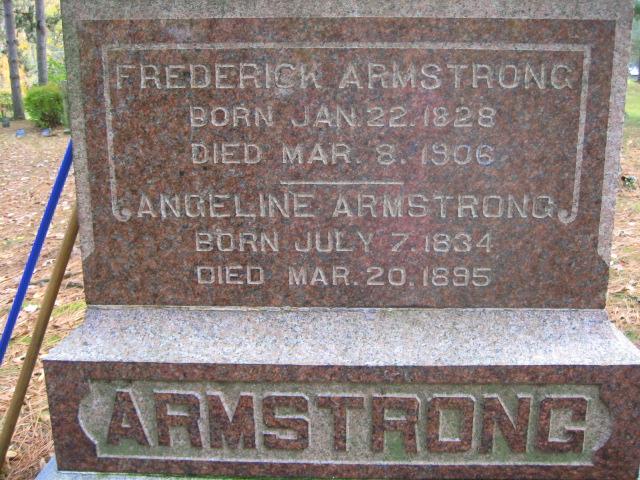 FREDERICK ARMSTRONG
BORN JAN. 22. 1828
DIED MAR. 8. 1906
ANGELINE ARMSTRONG
BORN JULY 7. 1834
DIED MAR. 20. 1895
ARMSTRONG